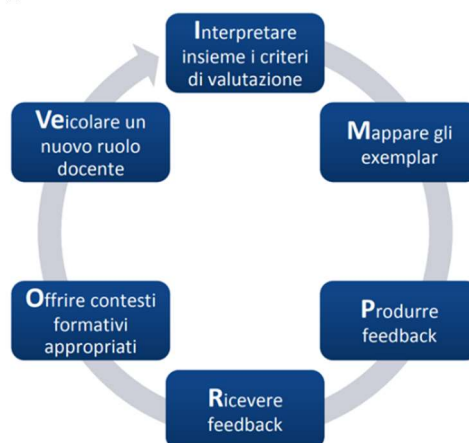 Interpretare
insieme i criteri
di valutazione
Mappare gli
exemplar
Produrre
feedback
Ricevere
feedback
Offrire contesti
formativi
appropriati
Veicolare un
nuovo ruolo
docente